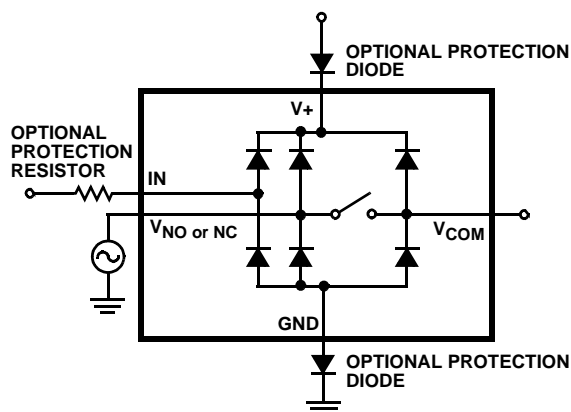 OPTIONAL PROTECTION
DIODE
V+
OPTIONAL
PROTECTION
RESISTOR
IN
VNO or NC
VCOM
GND
OPTIONAL PROTECTION
DIODE